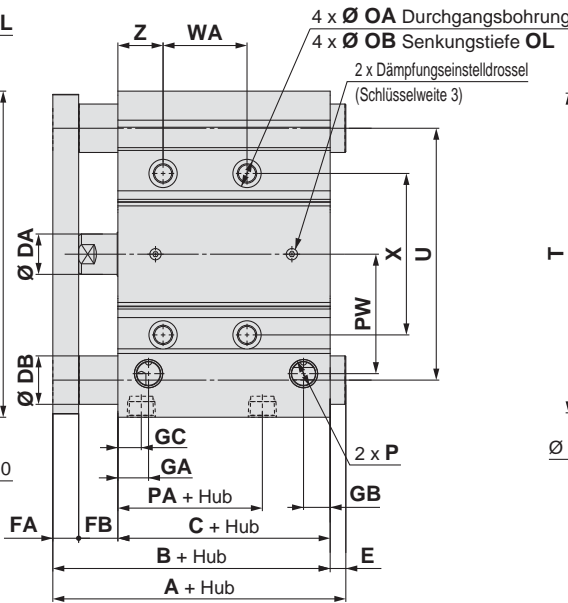 L
4 x Ø OA Durchgangsbohrung
4 x Ø OB Senkungstiefe OL
2 x Dämpfungseinstelldrossel
(Schlüsselweite 3)
Z
WA
Ø DA
Ø DB
X
U
PW
T
GC
GA
PA + Hub
2 x P
GB
FA
FB
C + Hub
B + Hub
E
A + Hub
0
Ø